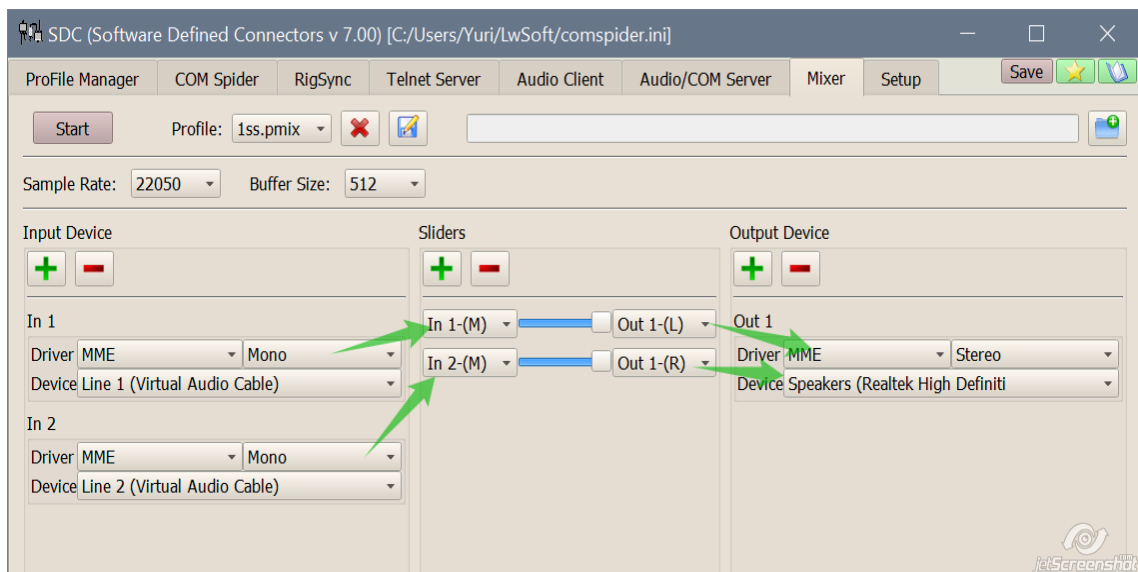 SDC (Software Defined Connectors v 7.00) [C:/Users/Yuri/LwSoft/comspider.ini]
ProFile Manager COM Spider RigSync Telnet Server Audio Client Audio/COM Server Mixer Setup Save
Start Profile: 1ss.pmix
Sample Rate: 22050 Buffer Size: 512
Input Device Sliders Output Device
In 1 In 1-(M) Out 1-(L) Out 1
Driver MME Mono In 2-(M) Out 1-(R) Driver MME Stereo
Device Line 1 (Virtual Audio Cable) Device Speakers (Realtek High Definiti
In 2
Driver MME Mono
Device Line 2 (Virtual Audio Cable)
jetScreenshot.com